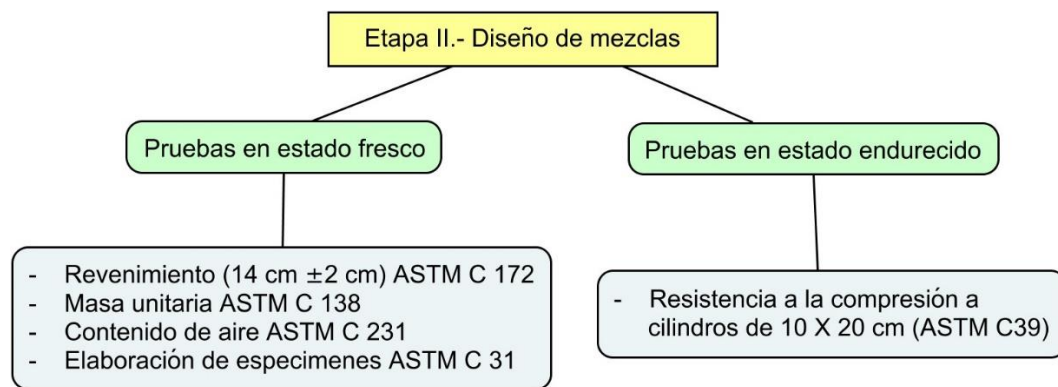 Etapa II.- Diseño de mezclas
Pruebas en estado fresco
Pruebas en estado endurecido
- Revenimiento (14 cm ±2 cm) ASTM C 172
- Masa unitaria ASTM C 138
- Contenido de aire ASTM C 231
- Elaboración de especimenes ASTM C 31
- Resistencia a la compresión a
cilindros de 10 X 20 cm (ASTM C39)